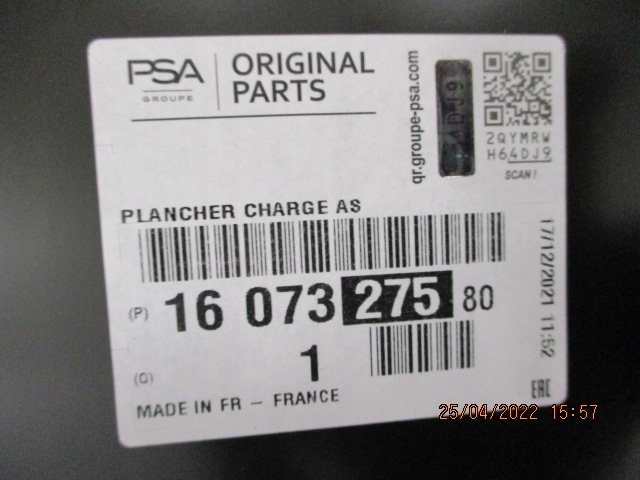 PSA
GROUPE
ORIGINAL
PARTS
qr.groupe-psa.com
4DJ9
2QYMRW
H64DJ9
SCAN!
PLANCHER CHARGE AS
(P) 16 073 275 80
(Q) 1
17/12/2021 11:52
MADE IN FR - FRANCE
EAC
25/04/2022 15:57